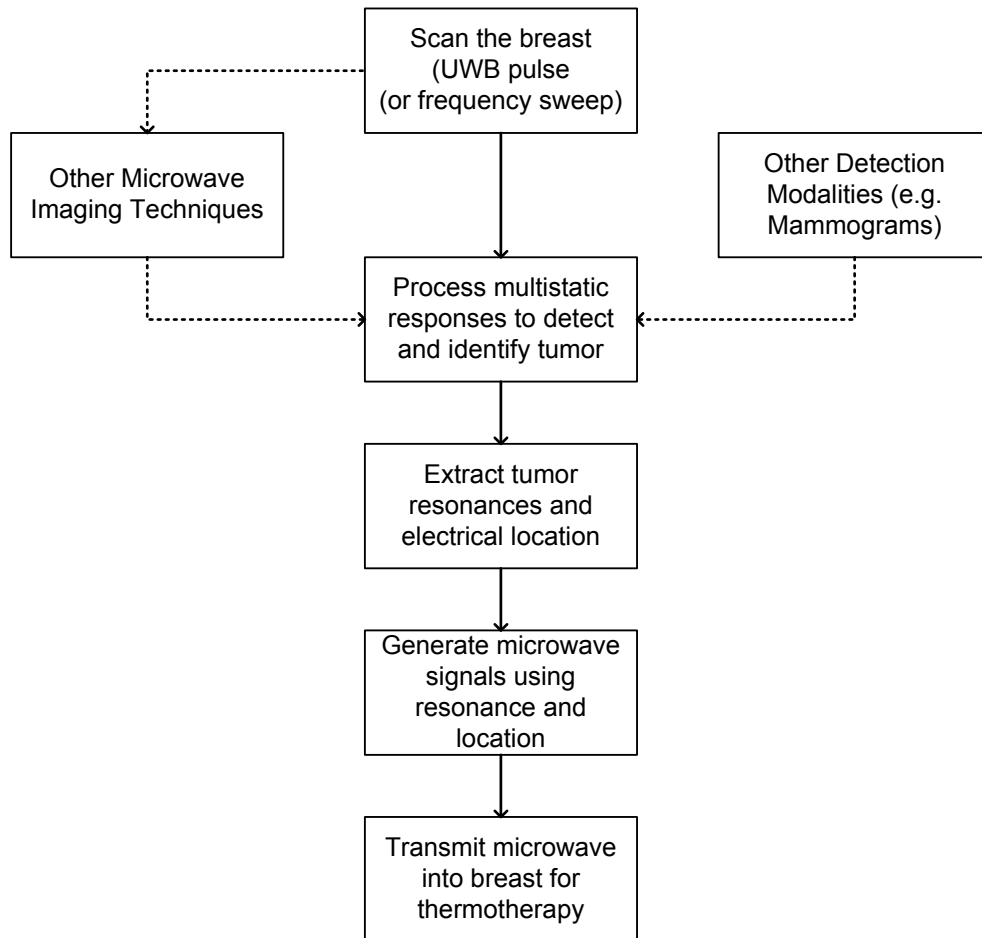 Scan the breast
(UWB pulse
(or frequency sweep)
Other Microwave
Imaging Techniques
Other Detection
Modalities (e.g.
Mammograms)
Process multistatic
responses to detect
and identify tumor
Extract tumor
resonances and
electrical location
Generate microwave
signals using
resonance and
location
Transmit microwave
into breast for
thermotherapy